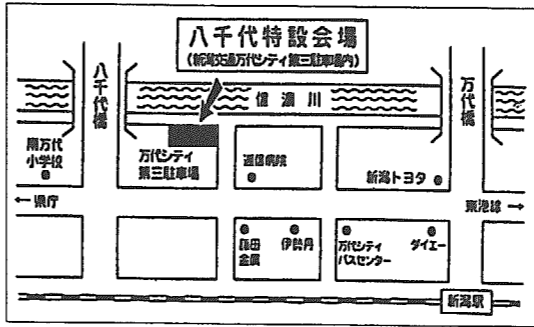 八千代特設会場
(新潟交通万代シティ第三駐車場内)
八千代橋
信濃川
万代橋
南万代
小学校
万代シティ
第三駐車場
逓信病院
新潟トヨタ
←県庁
東港線→
藤田
金属
伊勢丹
万代シティ
バスセンター
ダイエー
新潟駅